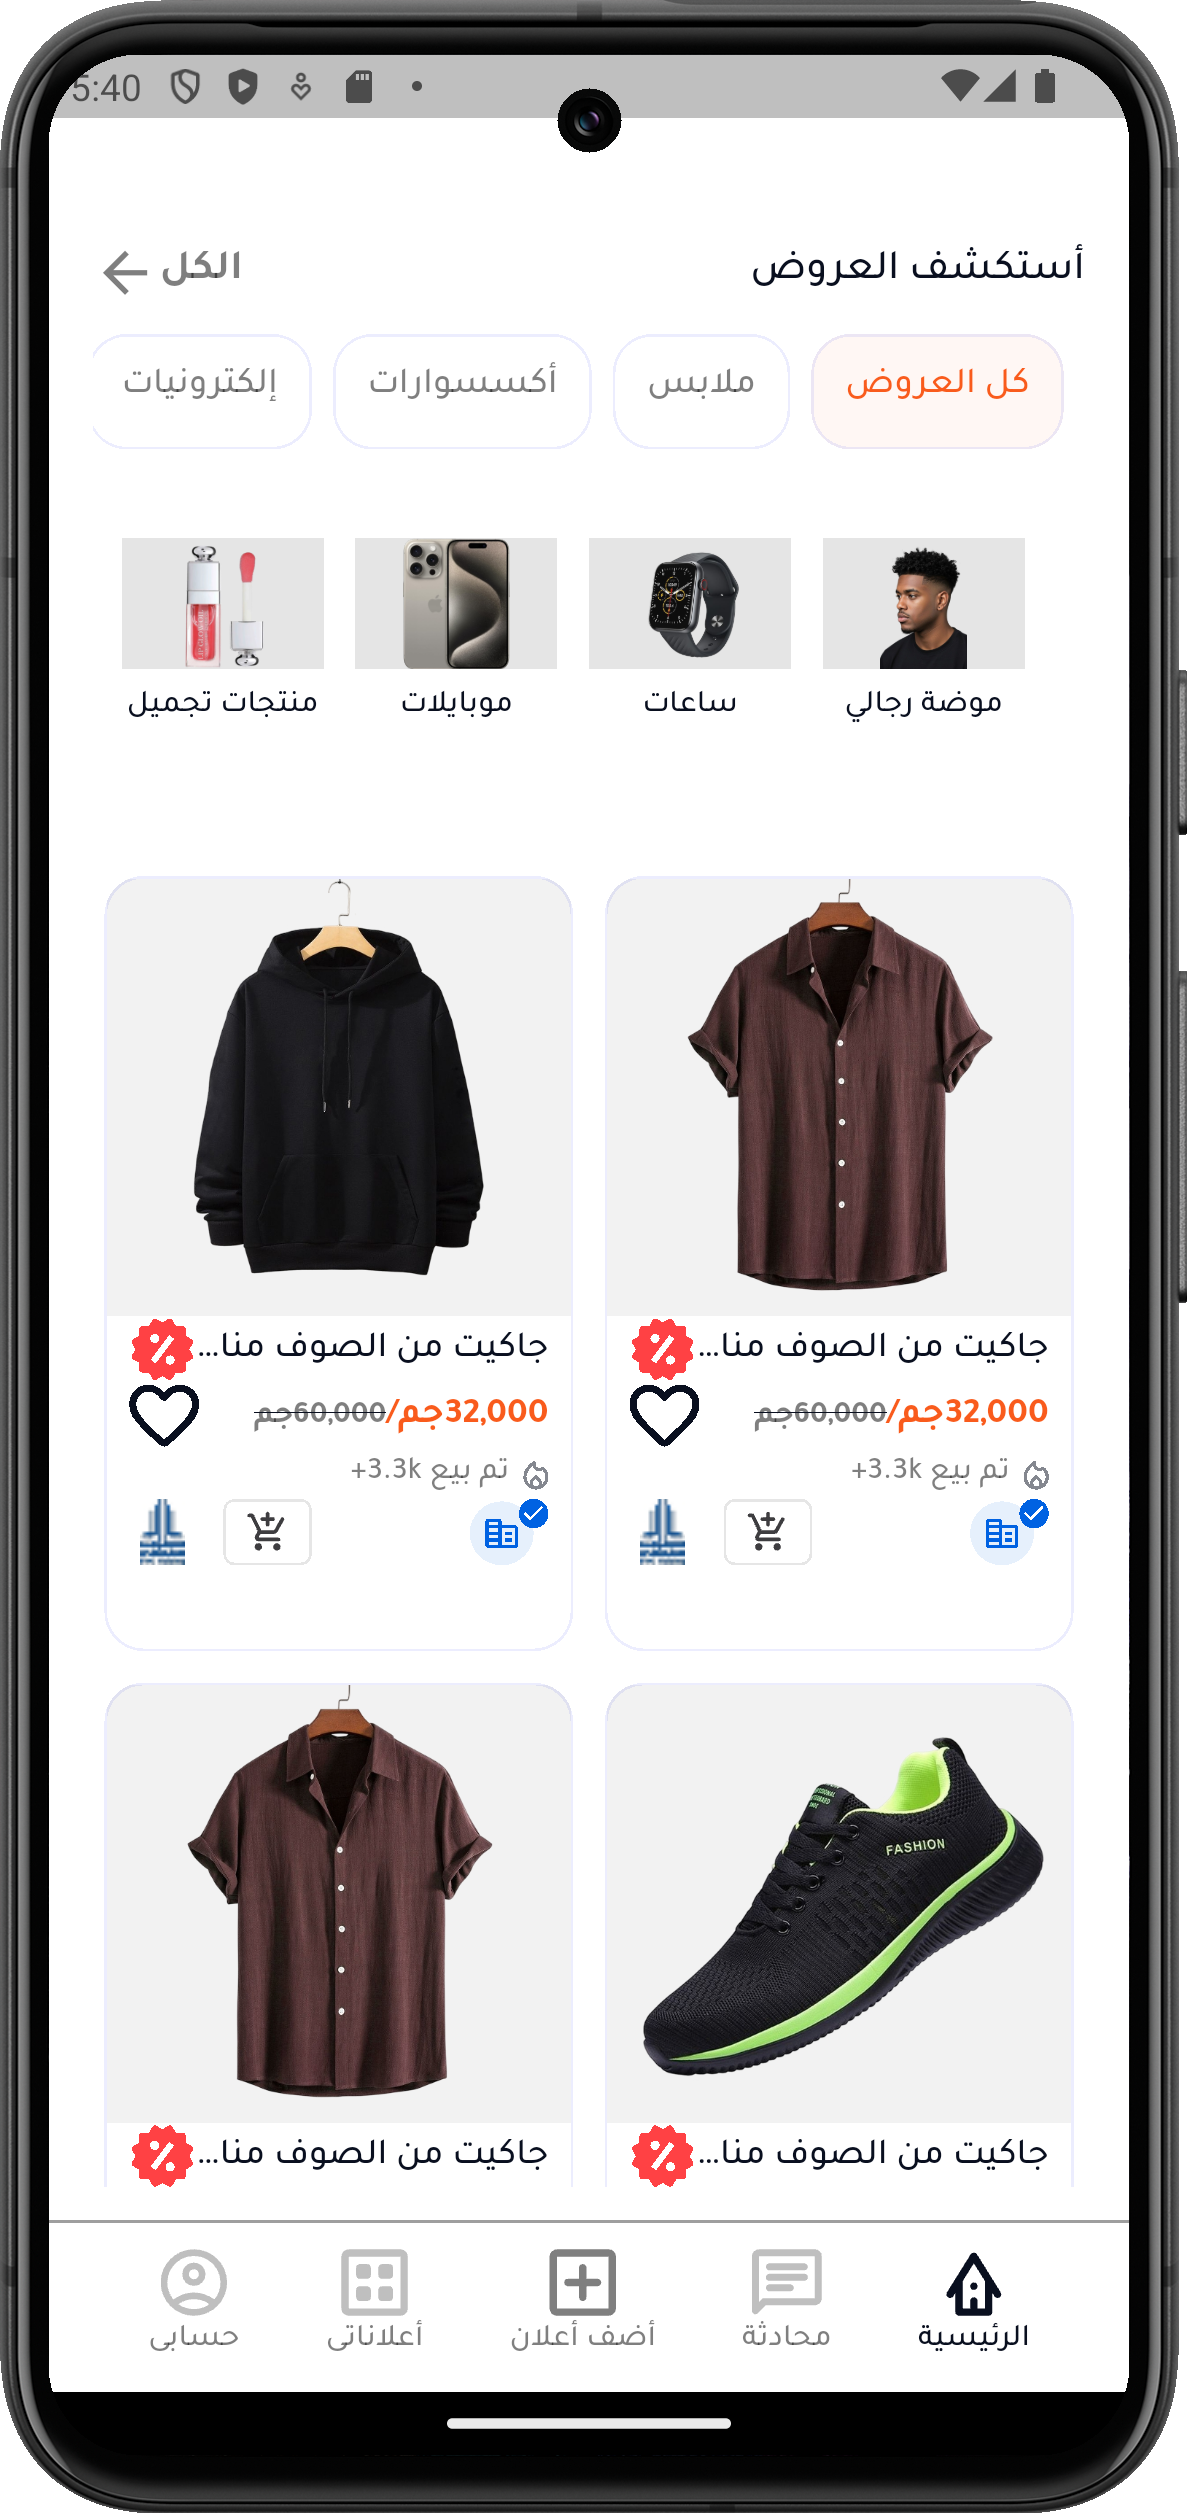 5:40
أستكشف العروض
الكل
كل العروض
ملابس
أكسسوارات
إلكترونيات
موضة رجالي
ساعات
موبايلات
منتجات تجميل
جاكيت من الصوف منا...
32,000جم/60,000جم
تم بيع 3.3k+
جاكيت من الصوف منا...
32,000جم/60,000جم
تم بيع 3.3k+
FASHION
جاكيت من الصوف منا...
جاكيت من الصوف منا...
الرئيسية
محادثة
أضف أعلان
أعلاناتى
حسابى